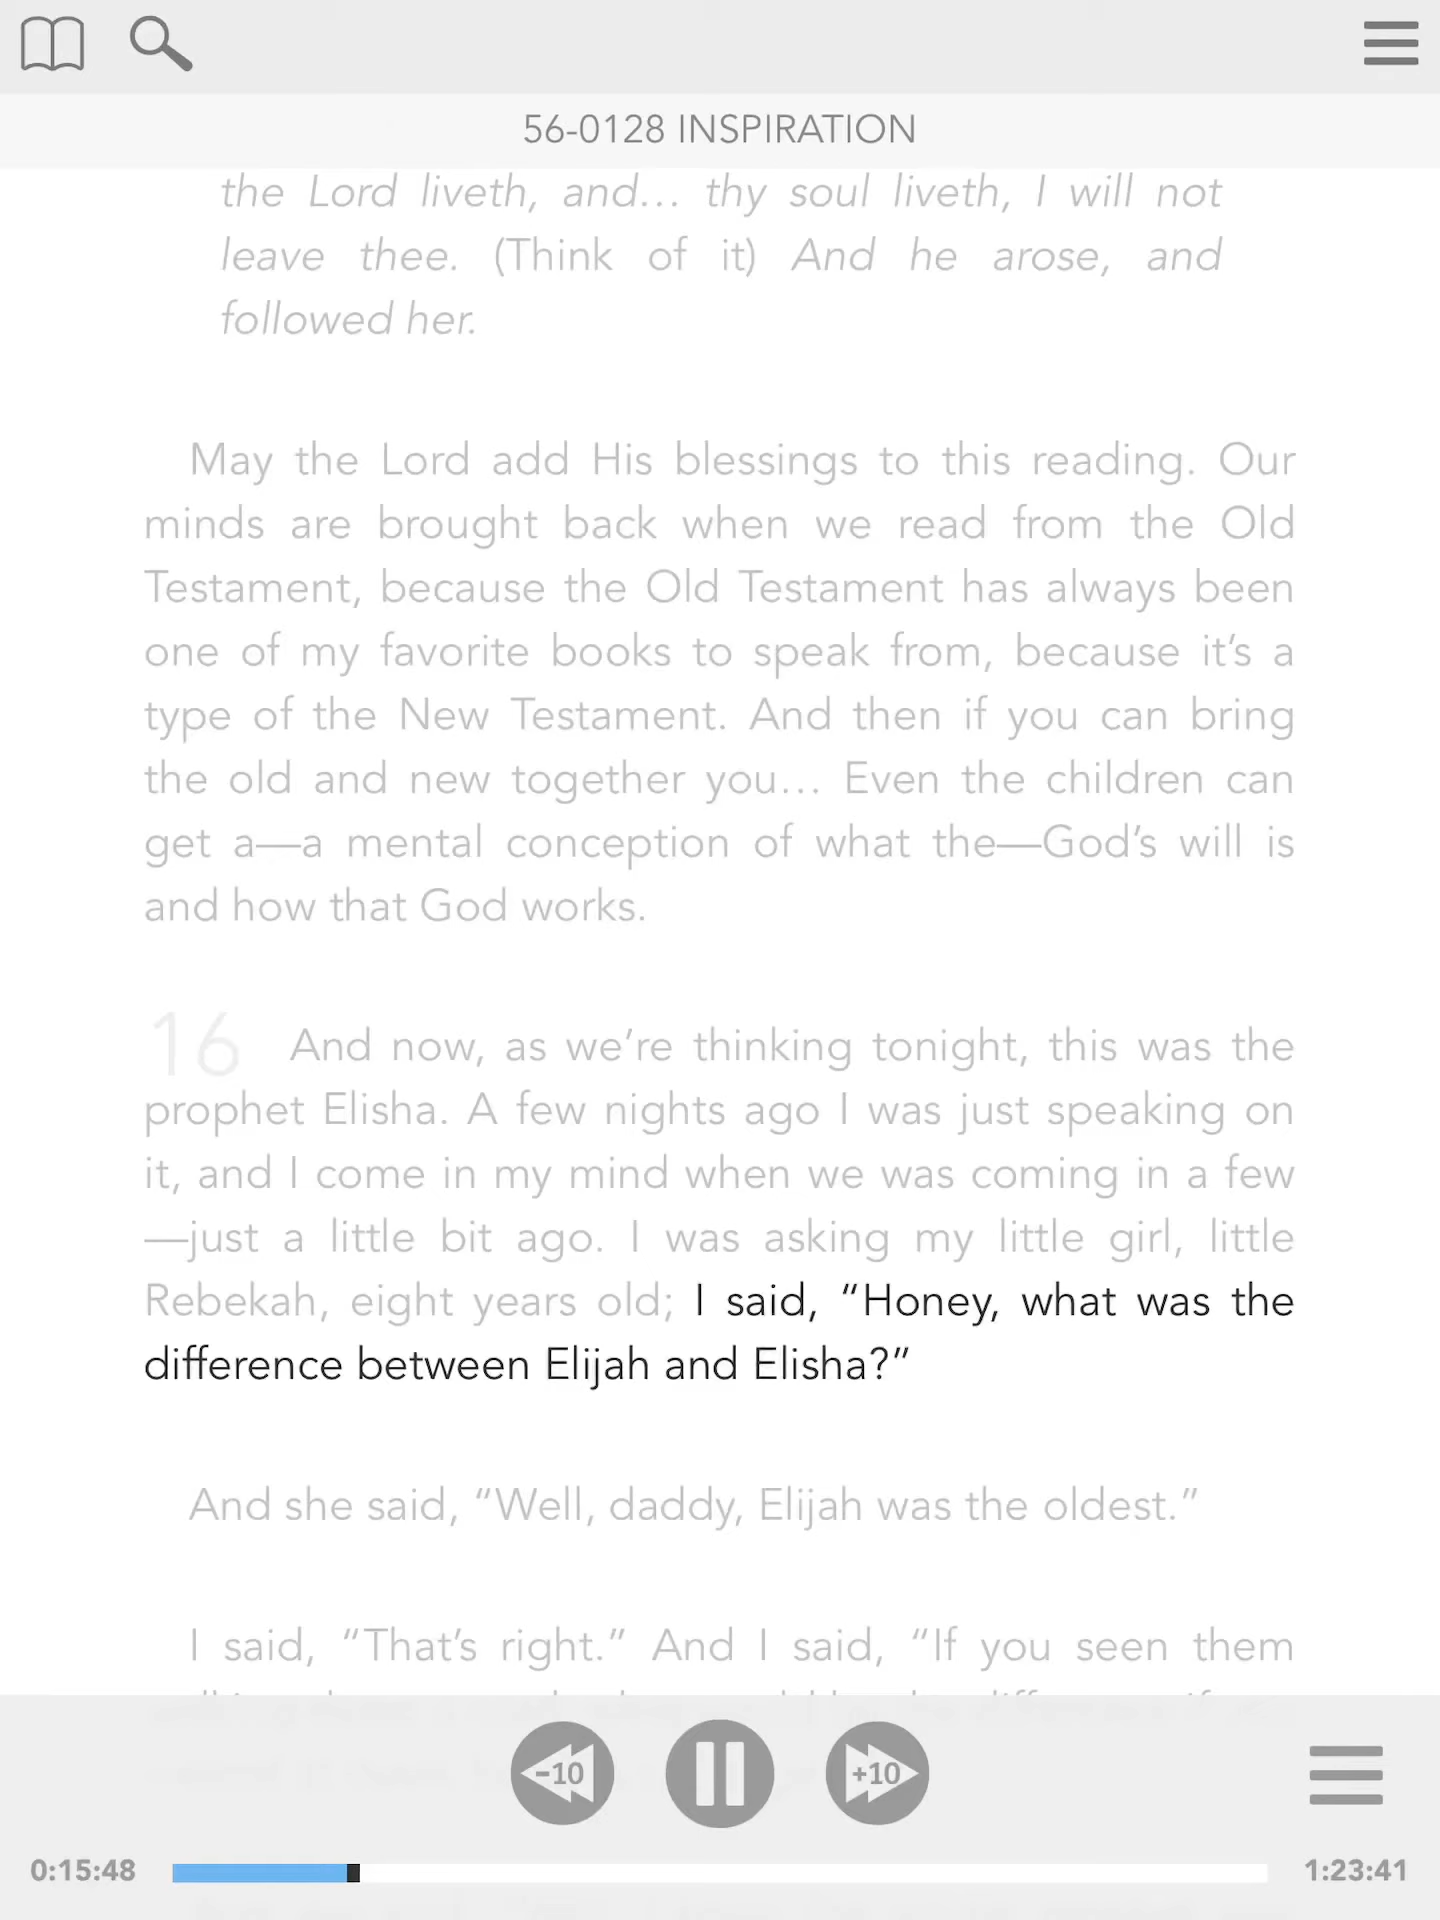 56-0128 INSPIRATION
the Lord liveth, and… thy soul liveth, I will not
leave thee. (Think of it) And he arose, and
followed her.
May the Lord add His blessings to this reading. Our
minds are brought back when we read from the Old
Testament, because the Old Testament has always been
one of my favorite books to speak from, because it’s a
type of the New Testament. And then if you can bring
the old and new together you… Even the children can
get a—a mental conception of what the—God’s will is
and how that God works.
16 And now, as we’re thinking tonight, this was the
prophet Elisha. A few nights ago I was just speaking on
it, and I come in my mind when we was coming in a few
—just a little bit ago. I was asking my little girl, little
Rebekah, eight years old; I said, “Honey, what was the
difference between Elijah and Elisha?”
And she said, “Well, daddy, Elijah was the oldest.”
I said, “That’s right.” And I said, “If you seen them
-10 +10
0:15:48 1:23:41